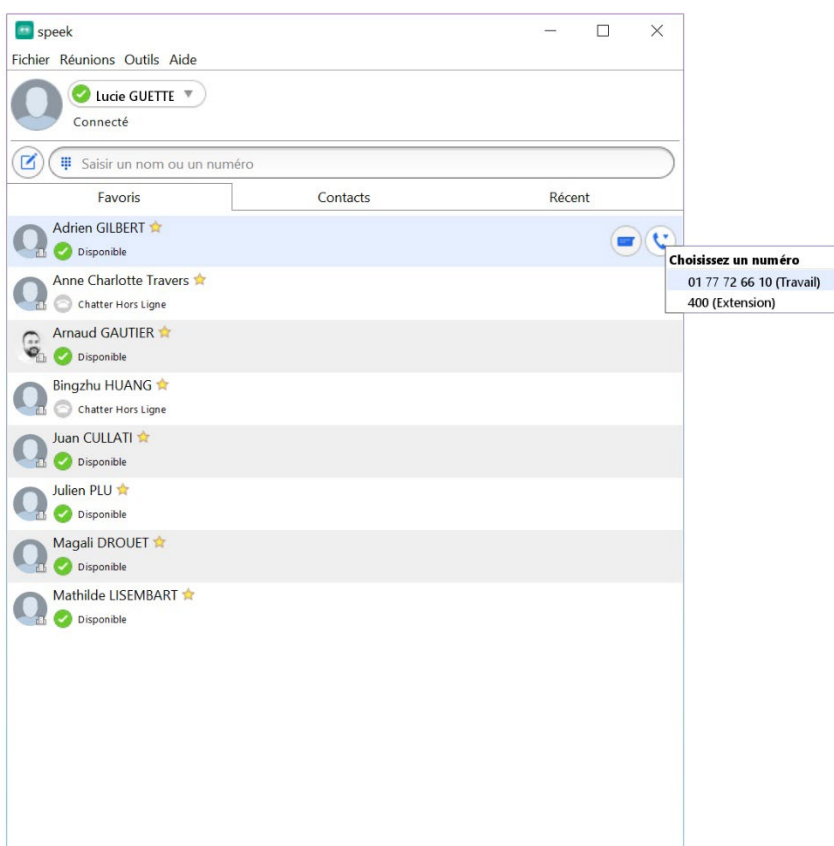 speek
Fichier Réunions Outils Aide
Lucie GUETTE
Connecté
Saisir un nom ou un numéro
Favoris Contacts Récent
Adrien GILBERT
Disponible
Choisissez un numéro
01 77 72 66 10 (Travail)
400 (Extension)
Anne Charlotte Travers
Chatter Hors Ligne
Arnaud GAUTIER
Disponible
Bingzhu HUANG
Chatter Hors Ligne
Juan CULLATI
Disponible
Julien PLU
Disponible
Magali DROUET
Disponible
Mathilde LISEMBART
Disponible